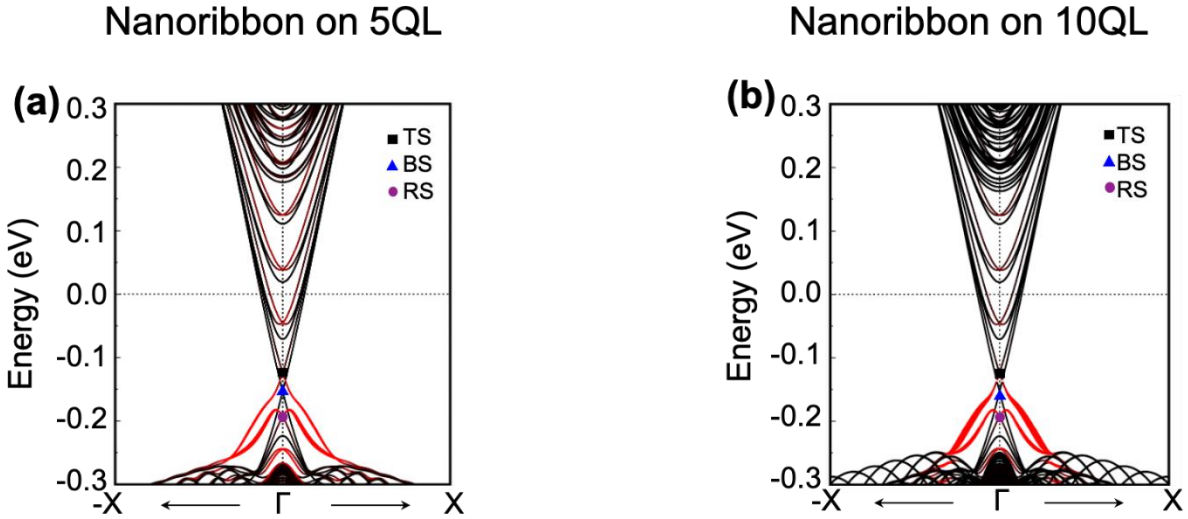 Nanoribbon on 5QL
Nanoribbon on 10QL
(a)
0.3
0.2
0.1
0.0
-0.1
-0.2
-0.3
Energy (eV)
TS
BS
RS
-X
Γ
X
(b)
0.3
0.2
0.1
0.0
-0.1
-0.2
-0.3
Energy (eV)
TS
BS
RS
-X
Γ
X